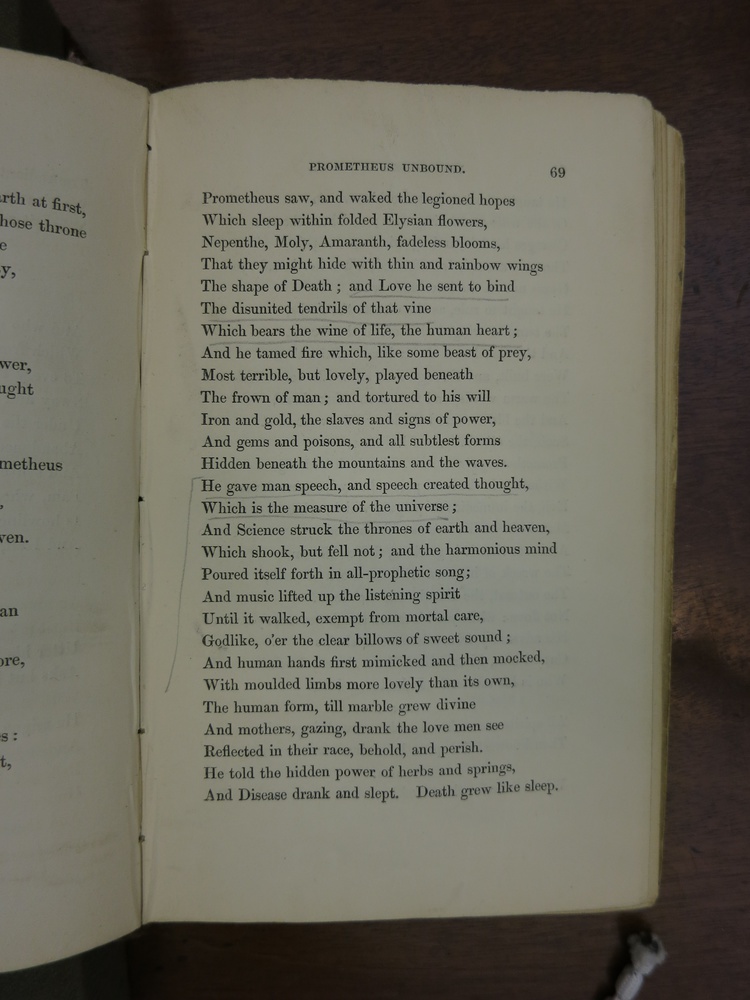 rth at first,
hose throne
e
y,
wer,
ught
metheus
,
ven.
an
ore,
s :
t,
PROMETHEUS UNBOUND.
69
Prometheus saw, and waked the legioned hopes
Which sleep within folded Elysian flowers,
Nepenthe, Moly, Amaranth, fadeless blooms,
That they might hide with thin and rainbow wings
The shape of Death ; and Love he sent to bind
The disunited tendrils of that vine
Which bears the wine of life, the human heart ;
And he tamed fire which, like some beast of prey,
Most terrible, but lovely, played beneath
The frown of man ; and tortured to his will
Iron and gold, the slaves and signs of power,
And gems and poisons, and all subtlest forms
Hidden beneath the mountains and the waves.
He gave man speech, and speech created thought,
Which is the measure of the universe ;
And Science struck the thrones of earth and heaven,
Which shook, but fell not ; and the harmonious mind
Poured itself forth in all-prophetic song ;
And music lifted up the listening spirit
Until it walked, exempt from mortal care,
Godlike, o'er the clear billows of sweet sound ;
And human hands first mimicked and then mocked,
With moulded limbs more lovely than its own,
The human form, till marble grew divine
And mothers, gazing, drank the love men see
Reflected in their race, behold, and perish.
He told the hidden power of herbs and springs,
And Disease drank and slept. Death grew like sleep.